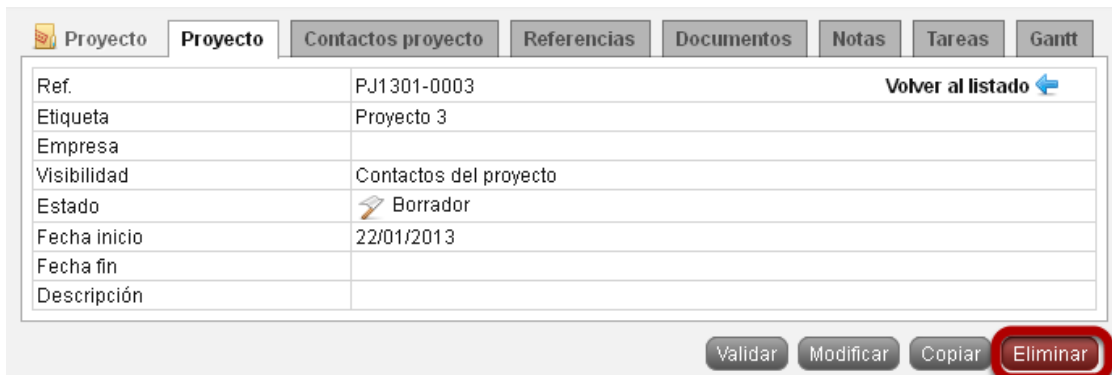 Proyecto Proyecto Contactos proyecto Referencias Documentos Notas Tareas Gantt
Ref. PJ1301-0003 Volver al listado
Etiqueta Proyecto 3
Empresa
Visibilidad Contactos del proyecto
Estado Borrador
Fecha inicio 22/01/2013
Fecha fin
Descripción
Validar Modificar Copiar Eliminar